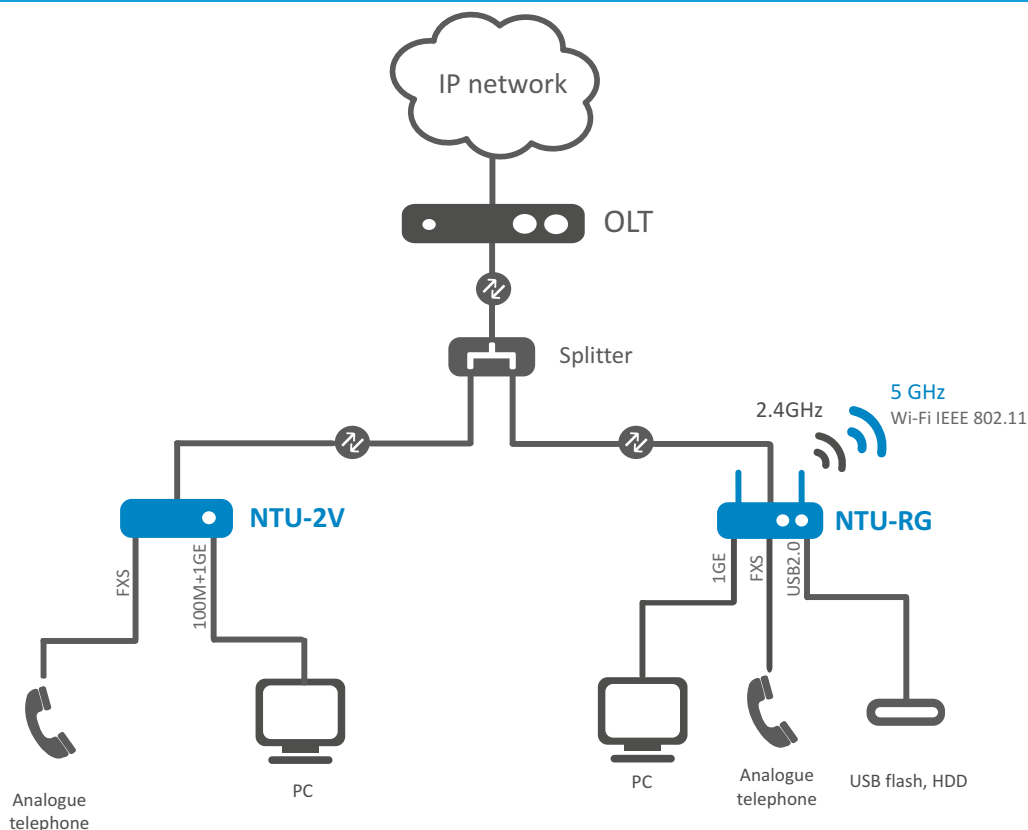 IP network
OLT
Splitter
5 GHz
2.4GHz
Wi-Fi IEEE 802.11
NTU-2V
NTU-RG
FXS
100M+1GE
1GE
FXS
USB2.0
Analogue
telephone
PC
PC
Analogue
telephone
USB flash, HDD